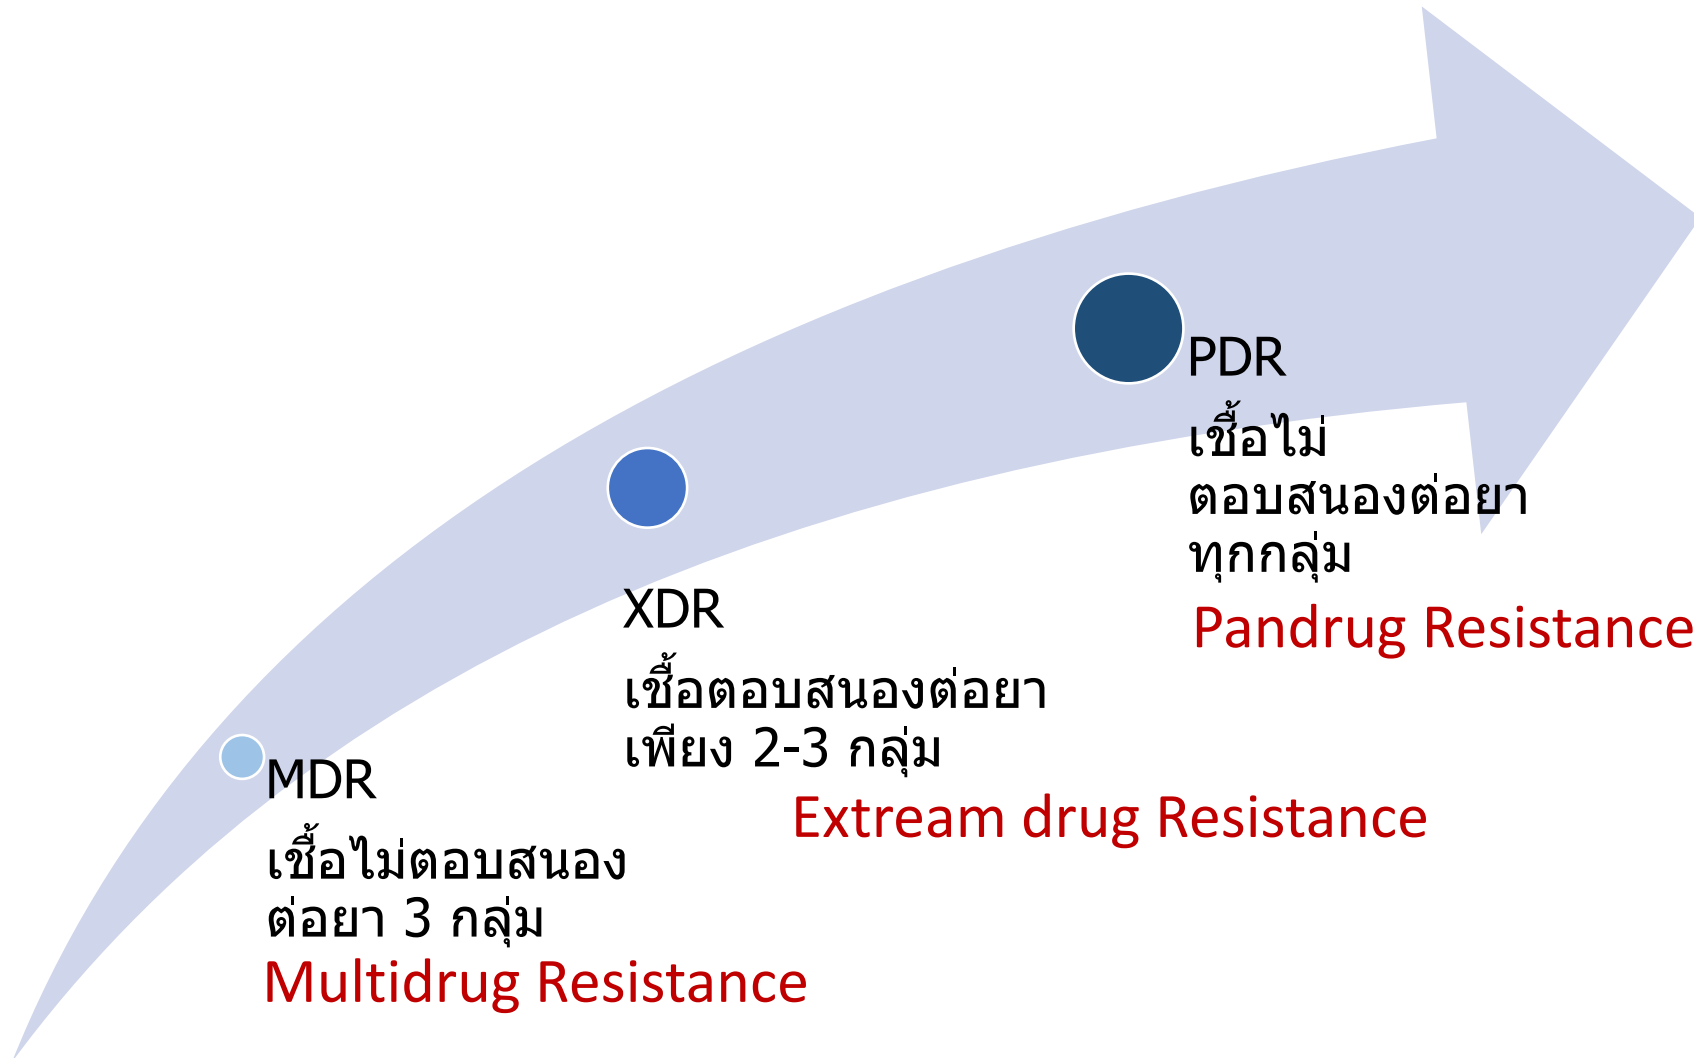 MDR
เชื้อไม่ตอบสนอง
ต่อยา 3 กลุ่ม
Multidrug Resistance
XDR
เชื้อตอบสนองต่อยา
เพียง 2-3 กลุ่ม
Extream drug Resistance
PDR
เชื้อไม่
ตอบสนองต่อยา
ทุกกลุ่ม
Pandrug Resistance